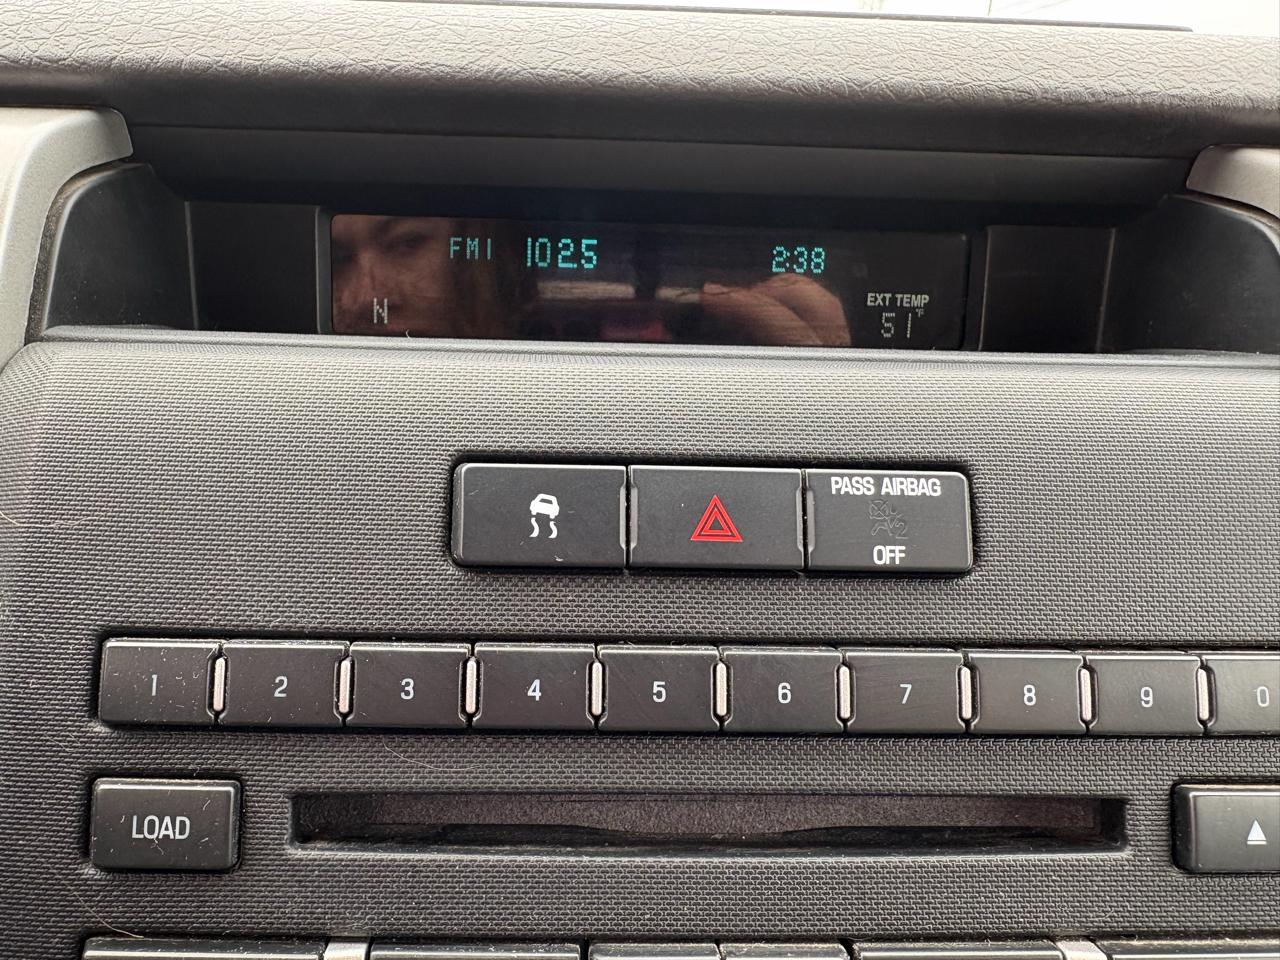 FM1 102.5 2:38
N EXT TEMP
51°F
PASS AIRBAG
OFF
1 2 3 4 5 6 7 8 9 0
LOAD